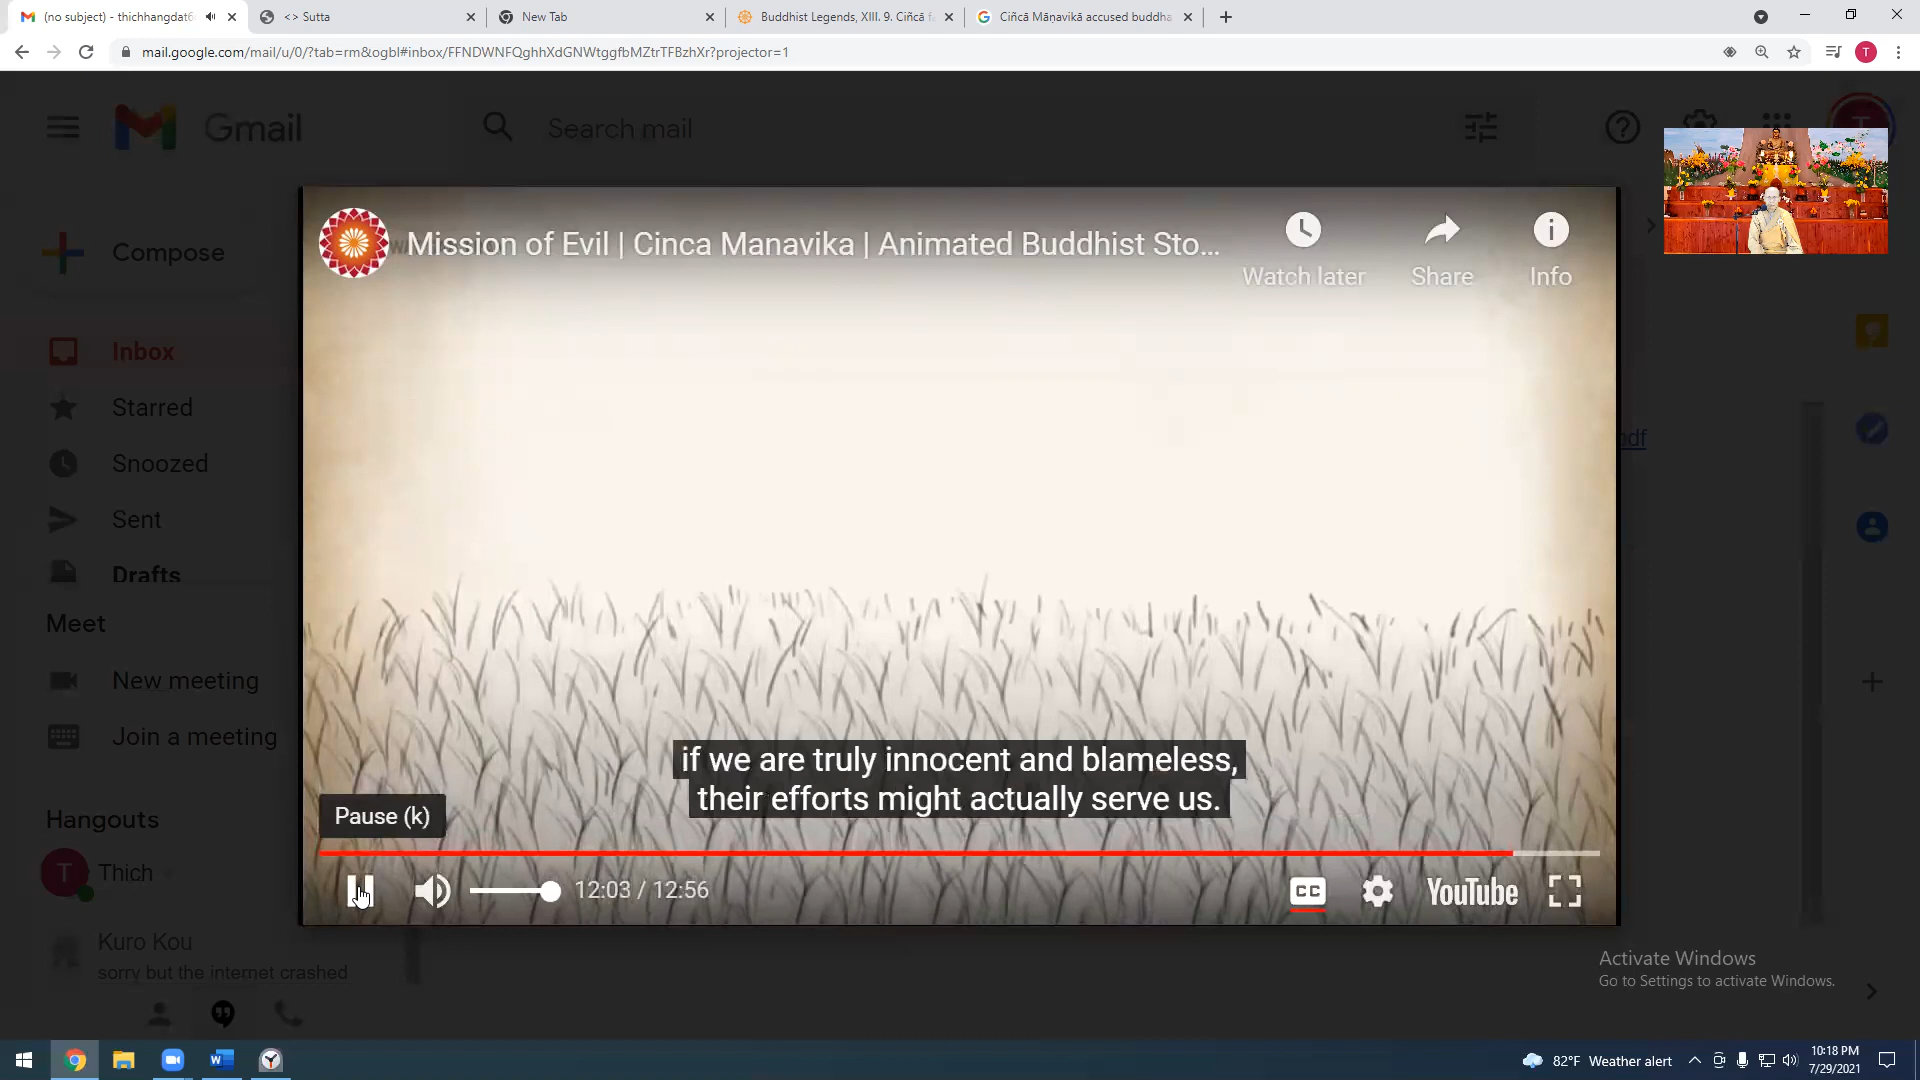 (no subject) - thichhangdat6
<> Sutta
New Tab
Buddhist Legends, XIII. 9. Ciñcā f
Ciñcā Māṇavikā accused buddha
mail.google.com/mail/u/0/?tab=rm&ogbl#inbox/FFNDWNFQghhXdGNWtggfbMZtrTFBzhXr?projector=1
T
Gmail
Search mail
Compose
Mission of Evil | Cinca Manavika | Animated Buddhist Sto...
Watch later
Share
Info
Inbox
Starred
Snoozed
Sent
Drafts
Meet
New meeting
Join a meeting
Hangouts
T
Thich
Kuro Kou
sorry but the internet crashed
if we are truly innocent and blameless,
their efforts might actually serve us.
Pause (k)
12:03 / 12:56
CC
YouTube
Activate Windows
Go to Settings to activate Windows.
82°F Weather alert
10:18 PM
7/29/2021